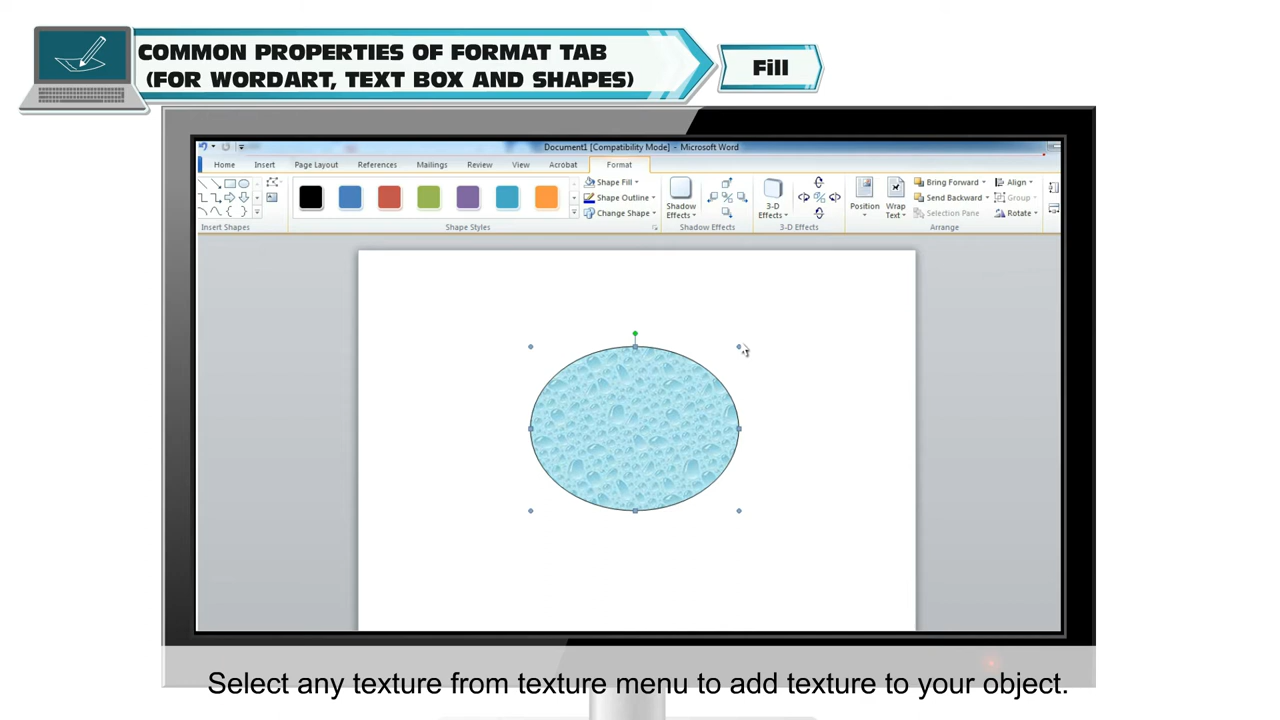 COMMON PROPERTIES OF FORMAT TAB
(FOR WORDART, TEXT BOX AND SHAPES)
Fill
Document1 [Compatibility Mode] - Microsoft Word
Home Insert Page Layout References Mailings Review View Acrobat Format
Shape Fill
Shape Outline
Change Shape
Shadow Effects
3-D Effects
Position
Wrap Text
Bring Forward
Send Backward
Selection Pane
Align
Group
Rotate
Insert Shapes Shape Styles Shadow Effects 3-D Effects Arrange
Select any texture from texture menu to add texture to your object.